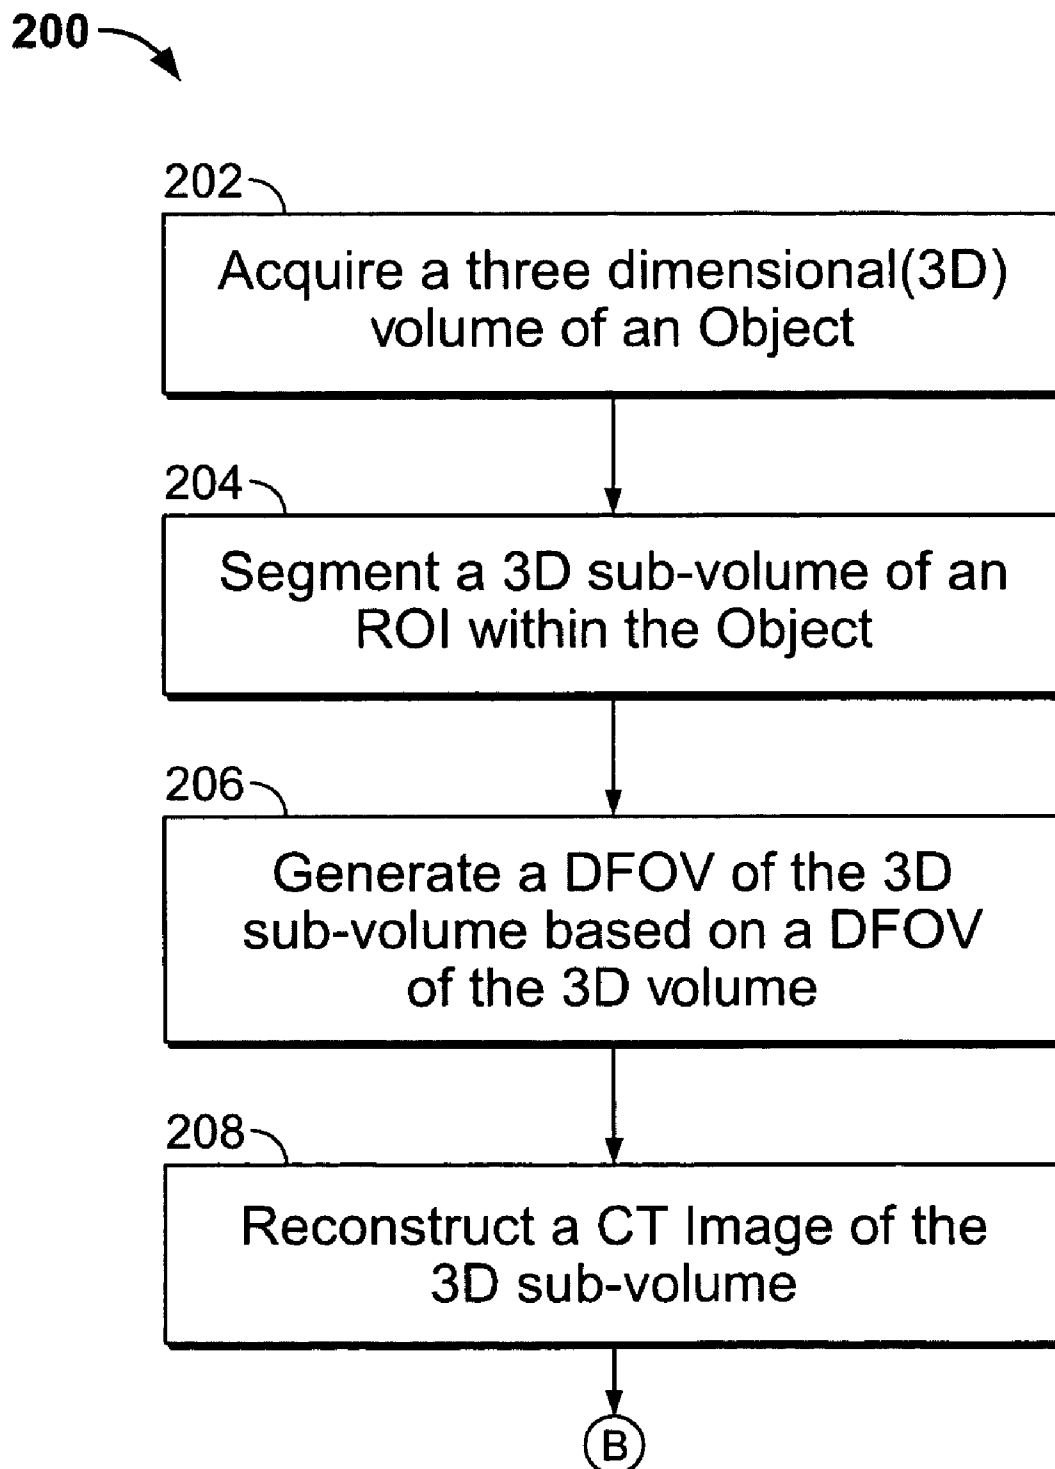 200
202
Acquire a three dimensional(3D)
volume of an Object
204
Segment a 3D sub-volume of an
ROI within the Object
206
Generate a DFOV of the 3D
sub-volume based on a DFOV
of the 3D volume
208
Reconstruct a CT Image of the
3D sub-volume
B